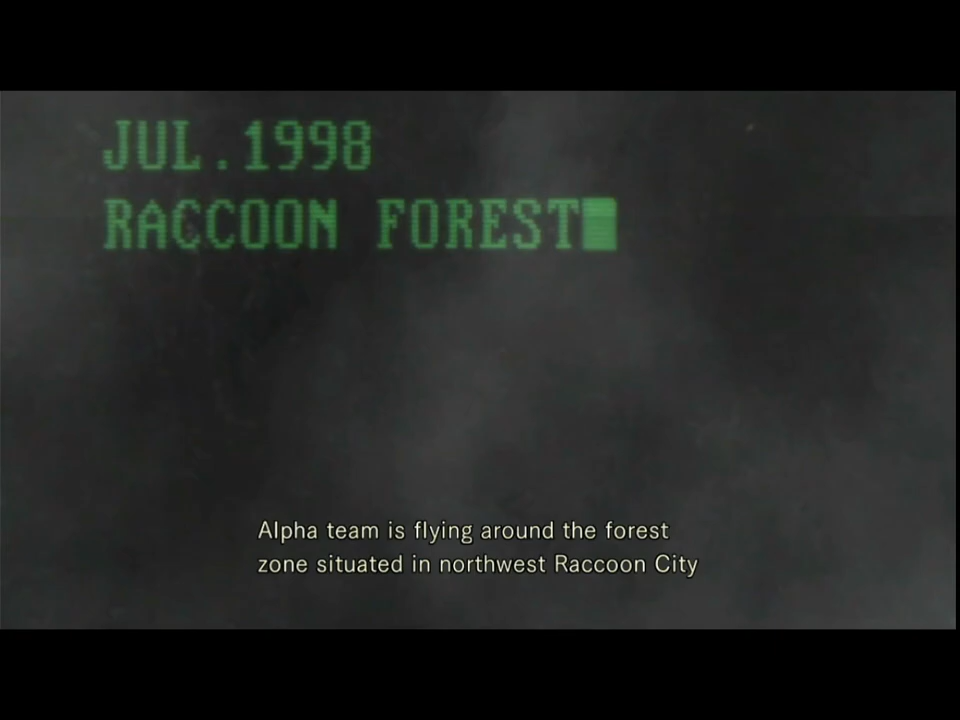 JUL.1998
RACCOON FOREST
Alpha team is flying around the forest
zone situated in northwest Raccoon City